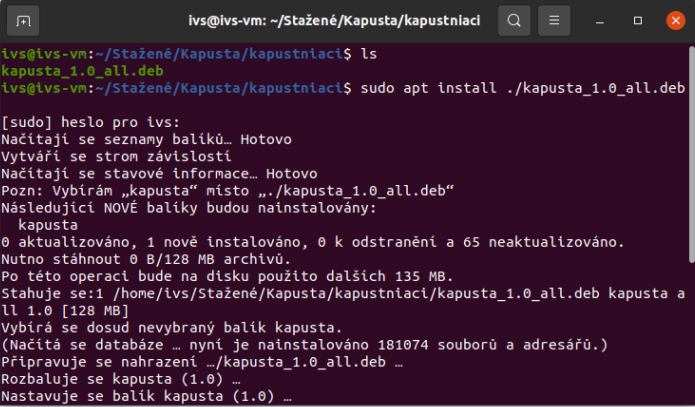 ivs@ivs-vm: ~/Stažené/Kapusta/kapustniaci
ivs@ivs-vm:~/Stažené/Kapusta/kapustniaci$ ls
kapusta_1.0_all.deb
ivs@ivs-vm:~/Stažené/Kapusta/kapustniaci$ sudo apt install ./kapusta_1.0_all.deb
[sudo] heslo pro ivs:
Načítají se seznamy balíků… Hotovo
Vytváří se strom závislostí
Načítají se stavové informace… Hotovo
Pozn: Vybírám „kapusta“ místo „./kapusta_1.0_all.deb“
Následující NOVÉ balíky budou nainstalovány:
kapusta
0 aktualizováno, 1 nově instalováno, 0 k odstranění a 65 neaktualizováno.
Nutno stáhnout 0 B/128 MB archivů.
Po této operaci bude na disku použito dalších 135 MB.
Stahuje se:1 /home/ivs/Stažené/Kapusta/kapustniaci/kapusta_1.0_all.deb kapusta a
ll 1.0 [128 MB]
Vybírá se dosud nevybraný balík kapusta.
(Načítá se databáze … nyní je nainstalováno 181074 souborů a adresářů.)
Připravuje se nahrazení …/kapusta_1.0_all.deb …
Rozbaluje se kapusta (1.0) …
Nastavuje se balík kapusta (1.0) …